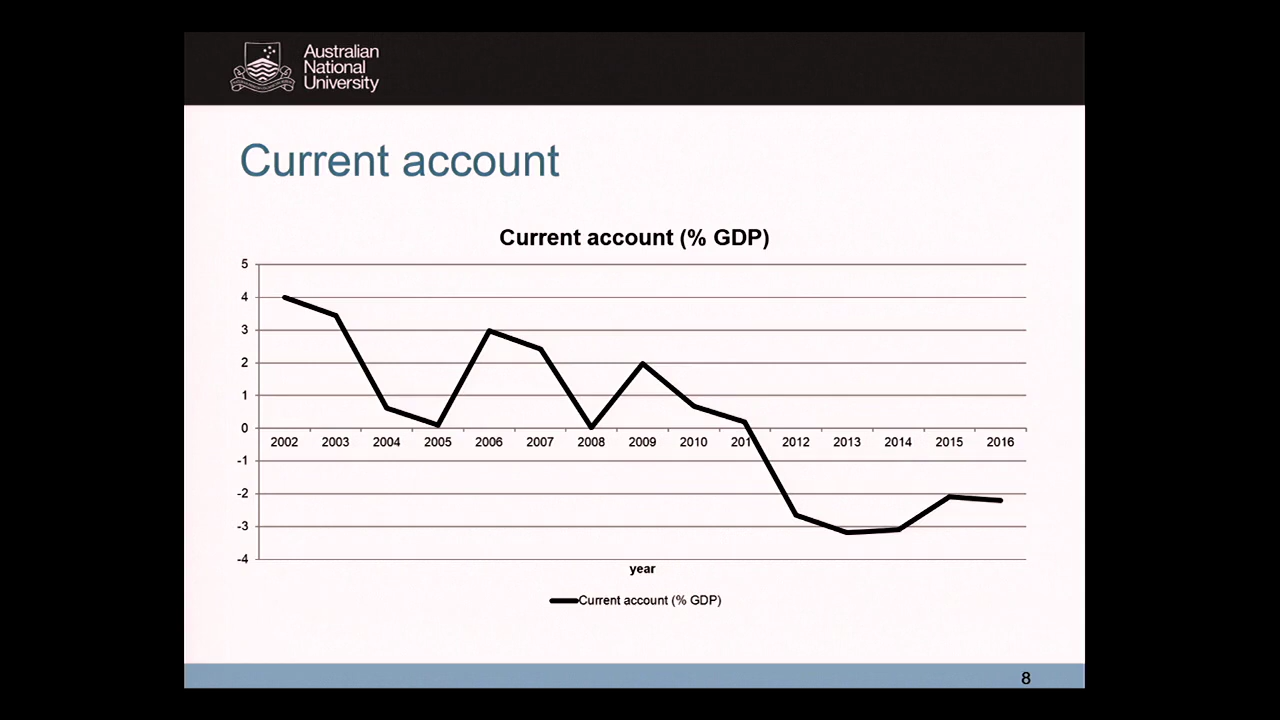 Australian
National
University
Current account
Current account (% GDP)
5
4
3
2
1
0
2002 2003 2004 2005 2006 2007 2008 2009 2010 2011 2012 2013 2014 2015 2016
-1
-2
-3
-4
year
Current account (% GDP)
8